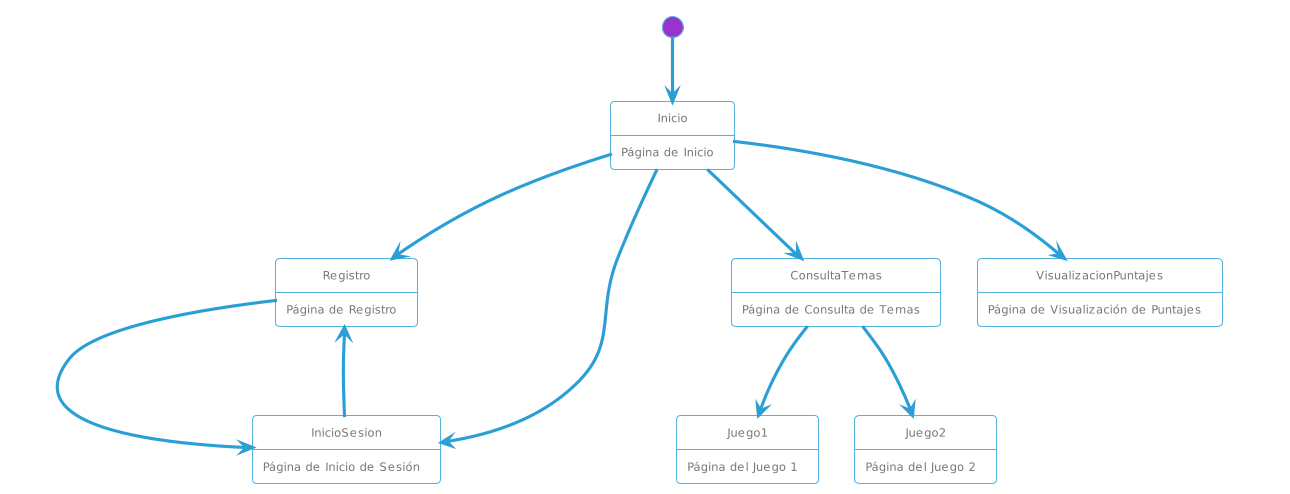 Inicio
Página de Inicio
Registro
Página de Registro
ConsultaTemas
Página de Consulta de Temas
VisualizacionPuntajes
Página de Visualización de Puntajes
InicioSesion
Página de Inicio de Sesión
Juego1
Página del Juego 1
Juego2
Página del Juego 2